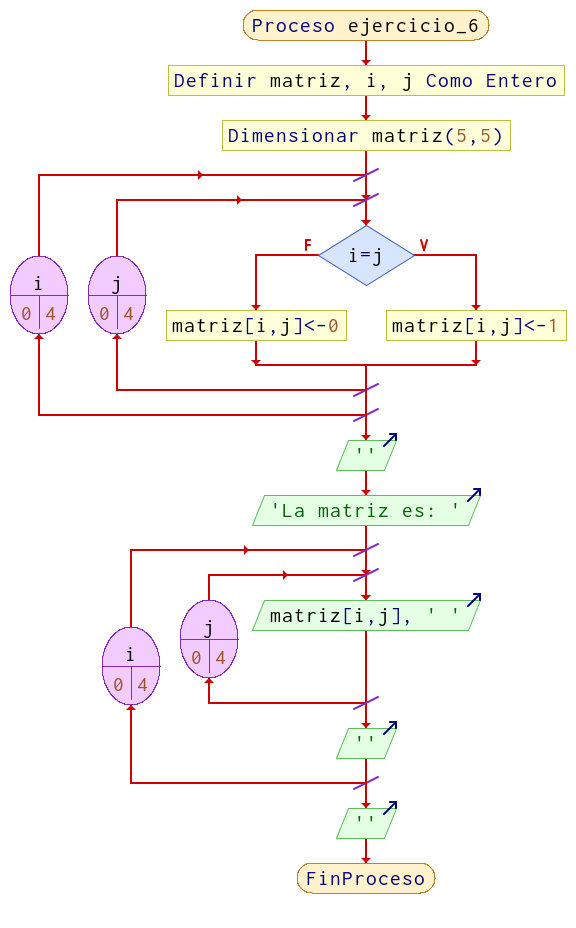 Proceso ejercicio_6
Definir matriz, i, j Como Entero
Dimensionar matriz(5,5)
i
0 4
j
0 4
F
i=j
V
matriz[i,j]<-0
matriz[i,j]<-1
''
'La matriz es: '
i
0 4
j
0 4
matriz[i,j], ' '
''
''
FinProceso